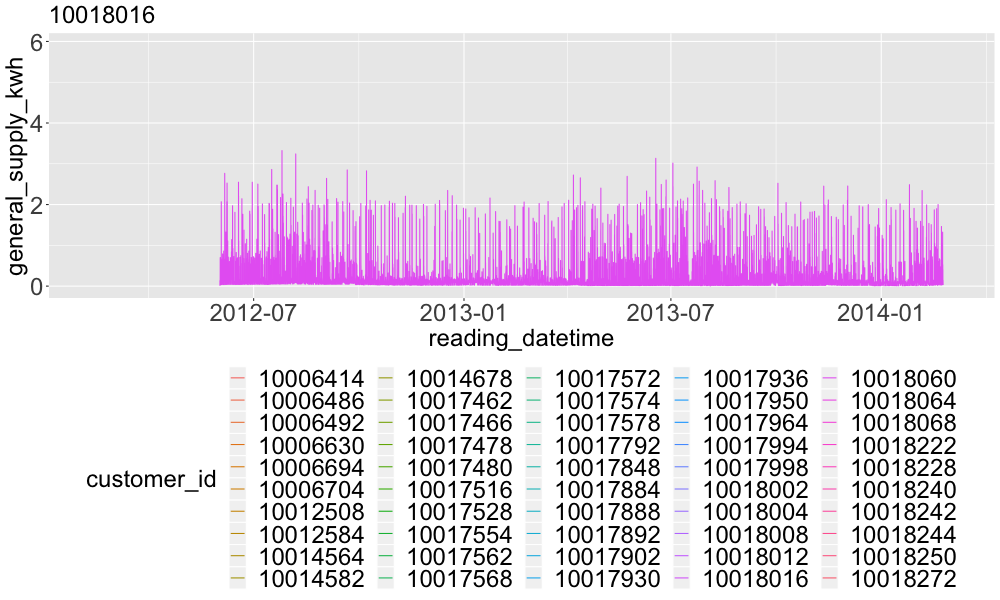 10018016
general_supply_kwh
6
4
2
0
2012-07 2013-01 2013-07 2014-01
reading_datetime
customer_id
10006414 10014678 10017572 10017936 10018060
10006486 10017462 10017574 10017950 10018064
10006492 10017466 10017578 10017964 10018068
10006630 10017478 10017792 10017994 10018222
10006694 10017480 10017848 10017998 10018228
10006704 10017516 10017884 10018002 10018240
10012508 10017528 10017888 10018004 10018242
10012584 10017554 10017892 10018008 10018244
10014564 10017562 10017902 10018012 10018250
10014582 10017568 10017930 10018016 10018272